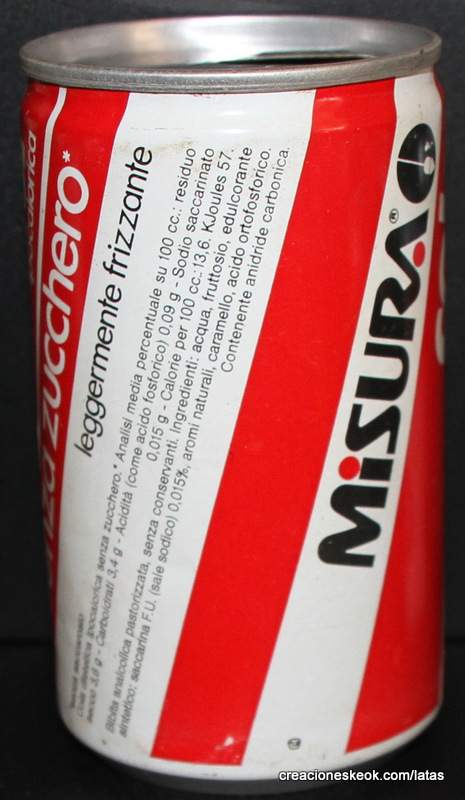 za zucchero*
leggermente frizzante
Cola dietetica ipocalorica senza zucchero.* Analisi media percentuale su 100 cc.: residuo
secco 3,6 g - Carboidrati 3,4 g - Acidità (come acido fosforico) 0,09 g - Sodio saccarinato
0,015 g - Calorie per 100 cc.: 13,6, KJoules 57.
* Bibita analcolica pastorizzata, senza conservanti. Ingredienti: acqua, fruttosio, edulcorante
sintetico: saccarina F.U. (sale sodico) 0,015%, aromi naturali, caramello, acido ortofosforico.
Contenente anidride carbonica.
MiSURA®
creacioneskeok.com/latas